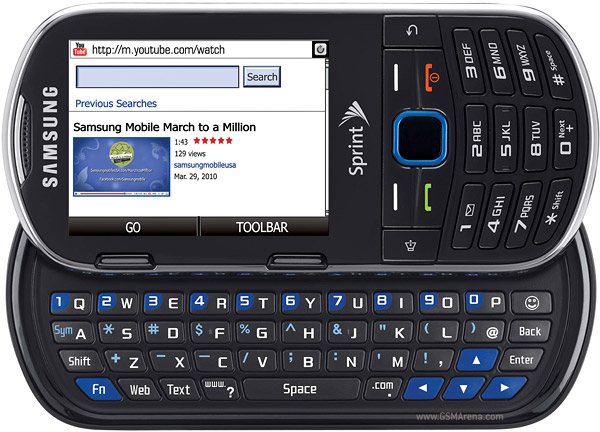 SAMSUNG
You Tube
http://m.youtube.com/watch
Search
Previous Searches
Samsung Mobile March to a Million
1:43 ★★★★★
129 views
samsungmobileusa
Mar. 29, 2010
GO TOOLBAR
Sprint
3 DEF 6 MNO 9 WXYZ # Space
2 ABC 5 JKL 8 TUV 0 Next +
1 4 GHI 7 PQRS * Shift
1 Q 2 W 3 E 4 R 5 T 6 Y 7 U 8 I 9 O 0 P
Sym A * S # D $ F % G ^ H & J " K ( L ) @ Back
Shift + Z - X = C / V ; B : N ' M ! , . Enter
Fn Web Text www. ? Space .com
www.GSMArena.com